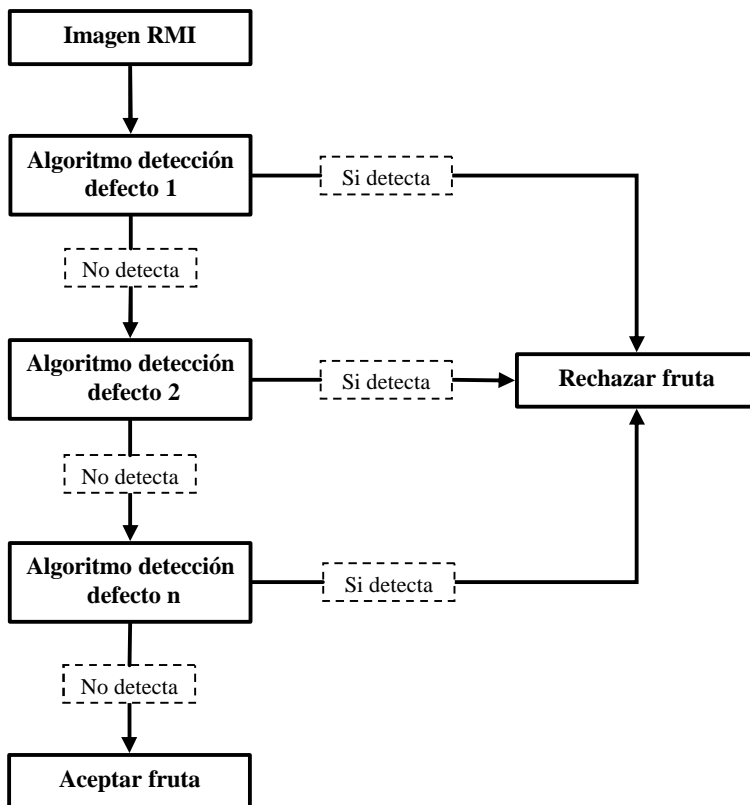 Imagen RMI
Algoritmo detección
defecto 1
Si detecta
No detecta
Algoritmo detección
defecto 2
Si detecta
Rechazar fruta
No detecta
Algoritmo detección
defecto n
Si detecta
No detecta
Aceptar fruta